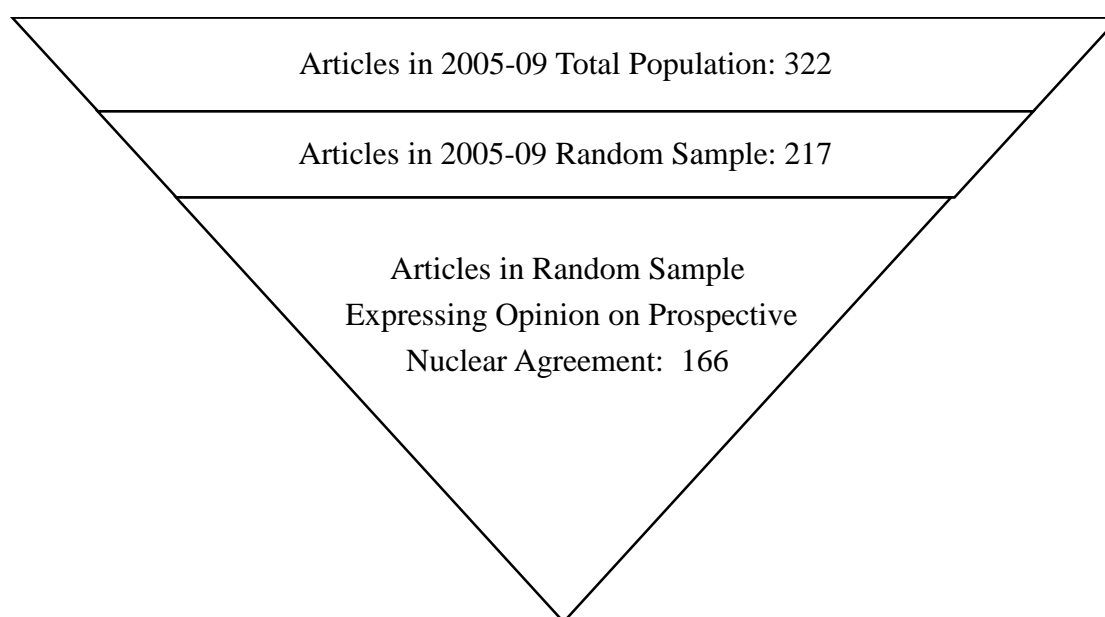 Articles in 2005-09 Total Population: 322
Articles in 2005-09 Random Sample: 217
Articles in Random Sample
Expressing Opinion on Prospective
Nuclear Agreement:  166